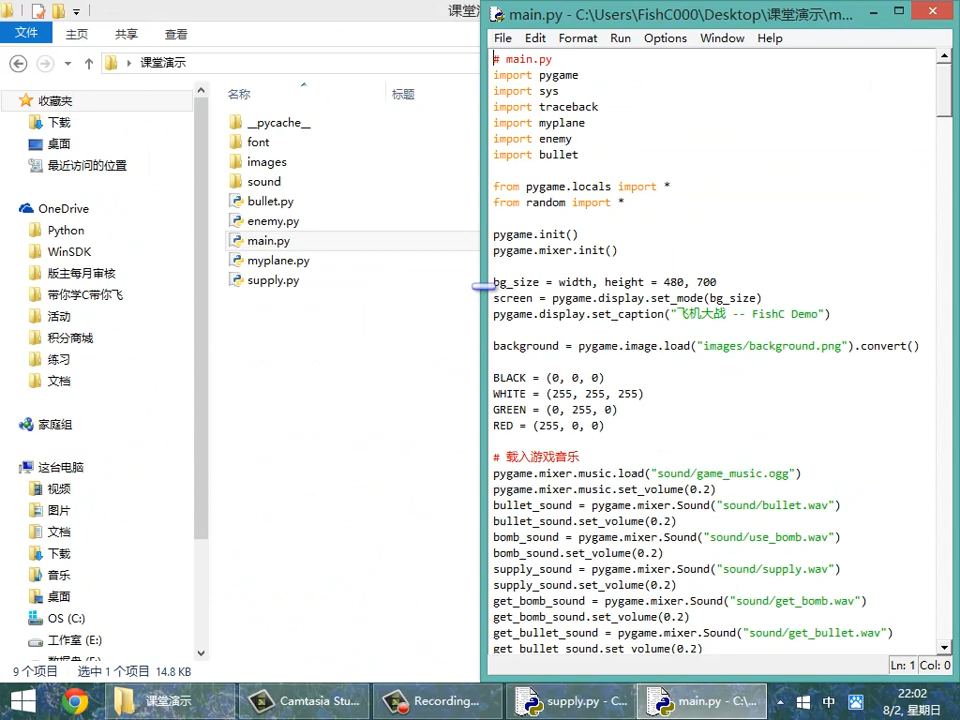 课堂演
文件
主页
共享
查看
课堂演示
名称
标题
收藏夹
下载
桌面
最近访问的位置
OneDrive
Python
WinSDK
版主每月审核
带你学C带你飞
活动
积分商城
练习
文档
家庭组
这台电脑
视频
图片
文档
下载
音乐
桌面
OS (C:)
工作室 (E:)
__pycache__
font
images
sound
bullet.py
enemy.py
main.py
myplane.py
supply.py
9 个项目
选中 1 个项目 14.8 KB
main.py - C:\Users\FishC000\Desktop\课堂演示\m...
File Edit Format Run Options Window Help
# main.py
import pygame
import sys
import traceback
import myplane
import enemy
import bullet
from pygame.locals import *
from random import *
pygame.init()
pygame.mixer.init()
bg_size = width, height = 480, 700
screen = pygame.display.set_mode(bg_size)
pygame.display.set_caption("飞机大战 -- FishC Demo")
background = pygame.image.load("images/background.png").convert()
BLACK = (0, 0, 0)
WHITE = (255, 255, 255)
GREEN = (0, 255, 0)
RED = (255, 0, 0)
# 载入游戏音乐
pygame.mixer.music.load("sound/game_music.ogg")
pygame.mixer.music.set_volume(0.2)
bullet_sound = pygame.mixer.Sound("sound/bullet.wav")
bullet_sound.set_volume(0.2)
bomb_sound = pygame.mixer.Sound("sound/use_bomb.wav")
bomb_sound.set_volume(0.2)
supply_sound = pygame.mixer.Sound("sound/supply.wav")
supply_sound.set_volume(0.2)
get_bomb_sound = pygame.mixer.Sound("sound/get_bomb.wav")
get_bomb_sound.set_volume(0.2)
get_bullet_sound = pygame.mixer.Sound("sound/get_bullet.wav")
get_bullet_sound.set_volume(0.2)
Ln: 1 Col: 0
课堂演示
Camtasia Stu...
Recording...
supply.py - C...
main.py - C:\...
中
22:02
8/2, 星期日